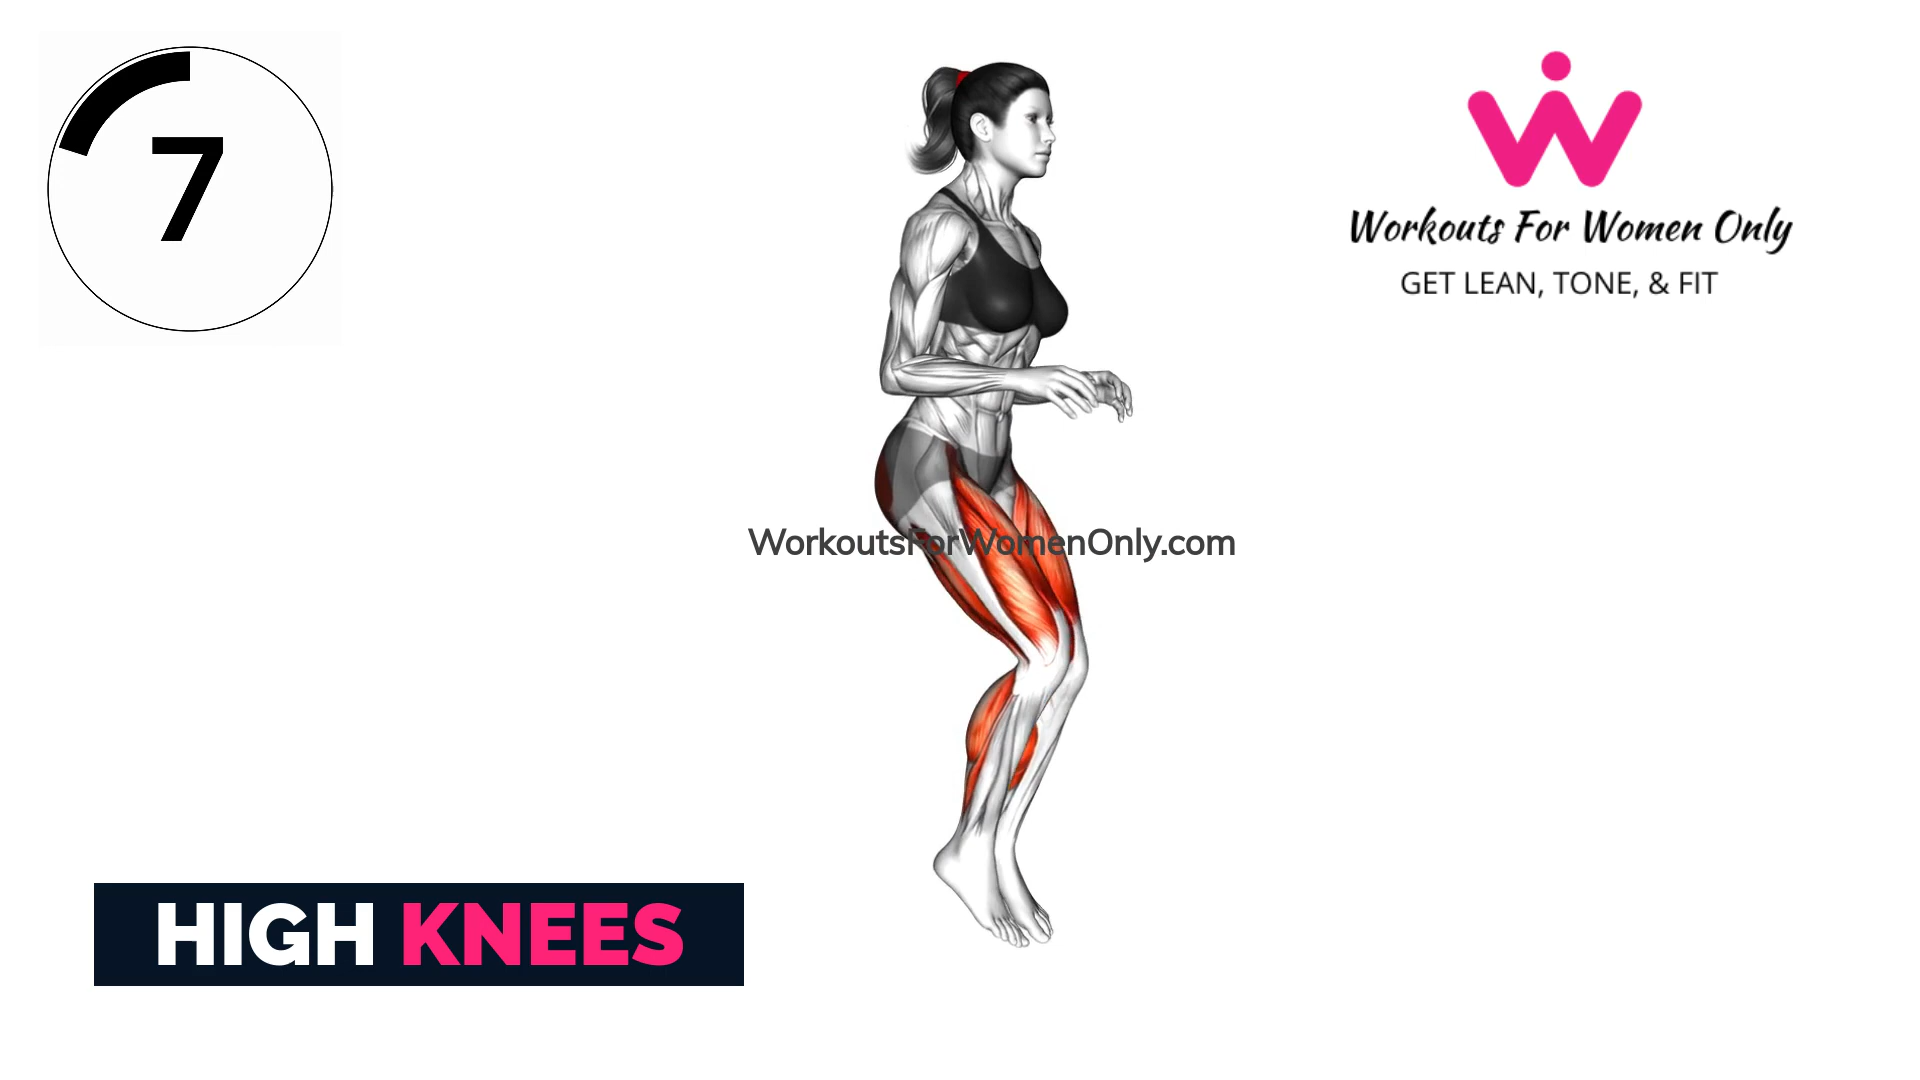 7
Workouts For Women Only
GET LEAN, TONE, & FIT
WorkoutsForWomenOnly.com
HIGH KNEES